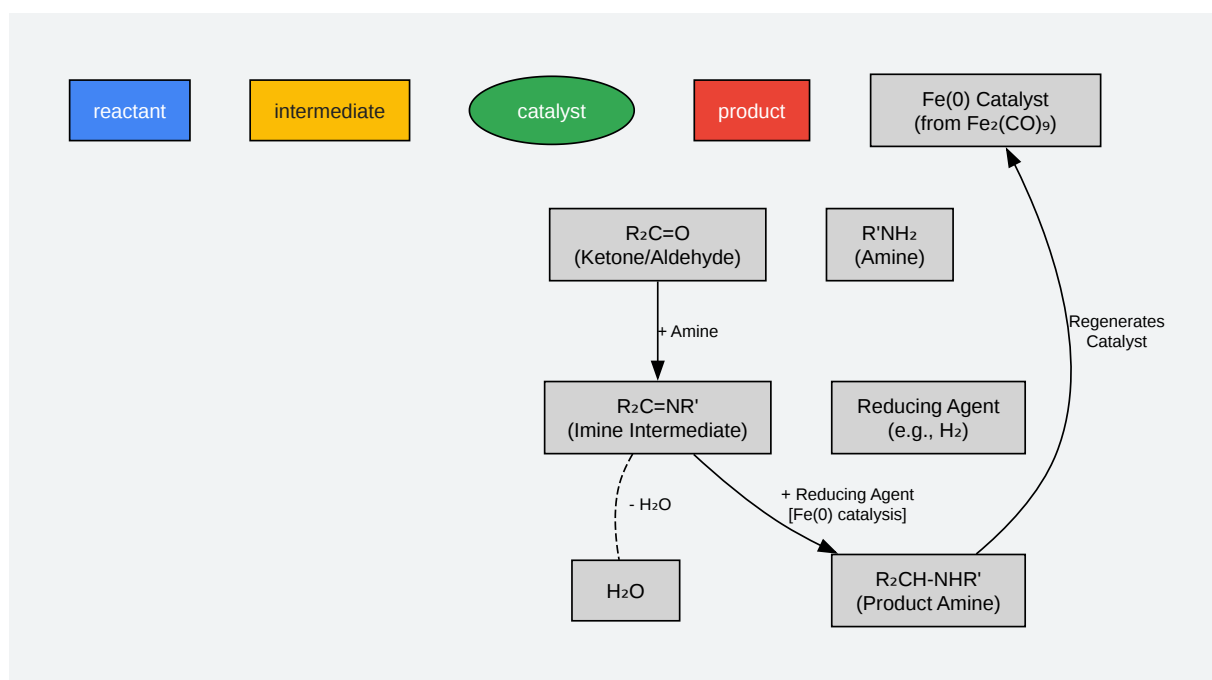 reactant
intermediate
catalyst
product
Fe(0) Catalyst
(from Fe₂(CO)₉)
R₂C=O
(Ketone/Aldehyde)
R'NH₂
(Amine)
+ Amine
Regenerates
Catalyst
R₂C=NR'
(Imine Intermediate)
Reducing Agent
(e.g., H₂)
- H₂O
+ Reducing Agent
[Fe(0) catalysis]
H₂O
R₂CH-NHR'
(Product Amine)